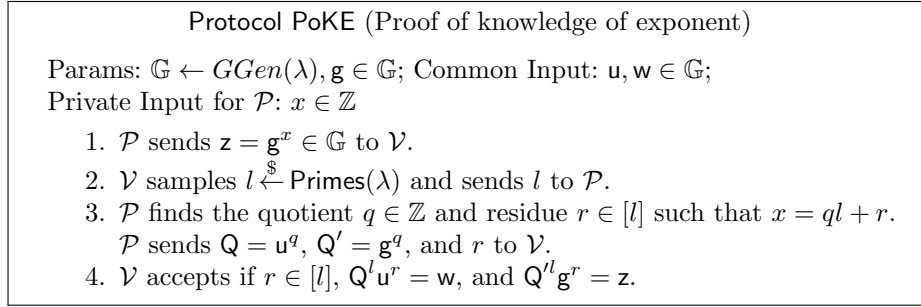 Protocol PoKE (Proof of knowledge of exponent)
Params: 𝔾 ← GGen(λ), g ∈ 𝔾; Common Input: u, w ∈ 𝔾;
Private Input for 𝒫: x ∈ ℤ
1. 𝒫 sends z = g^x ∈ 𝔾 to 𝒱.
2. 𝒱 samples l ←$ Primes(λ) and sends l to 𝒫.
3. 𝒫 finds the quotient q ∈ ℤ and residue r ∈ [l] such that x = ql + r.
𝒫 sends Q = u^q, Q′ = g^q, and r to 𝒱.
4. 𝒱 accepts if r ∈ [l], Q^l u^r = w, and Q′^l g^r = z.